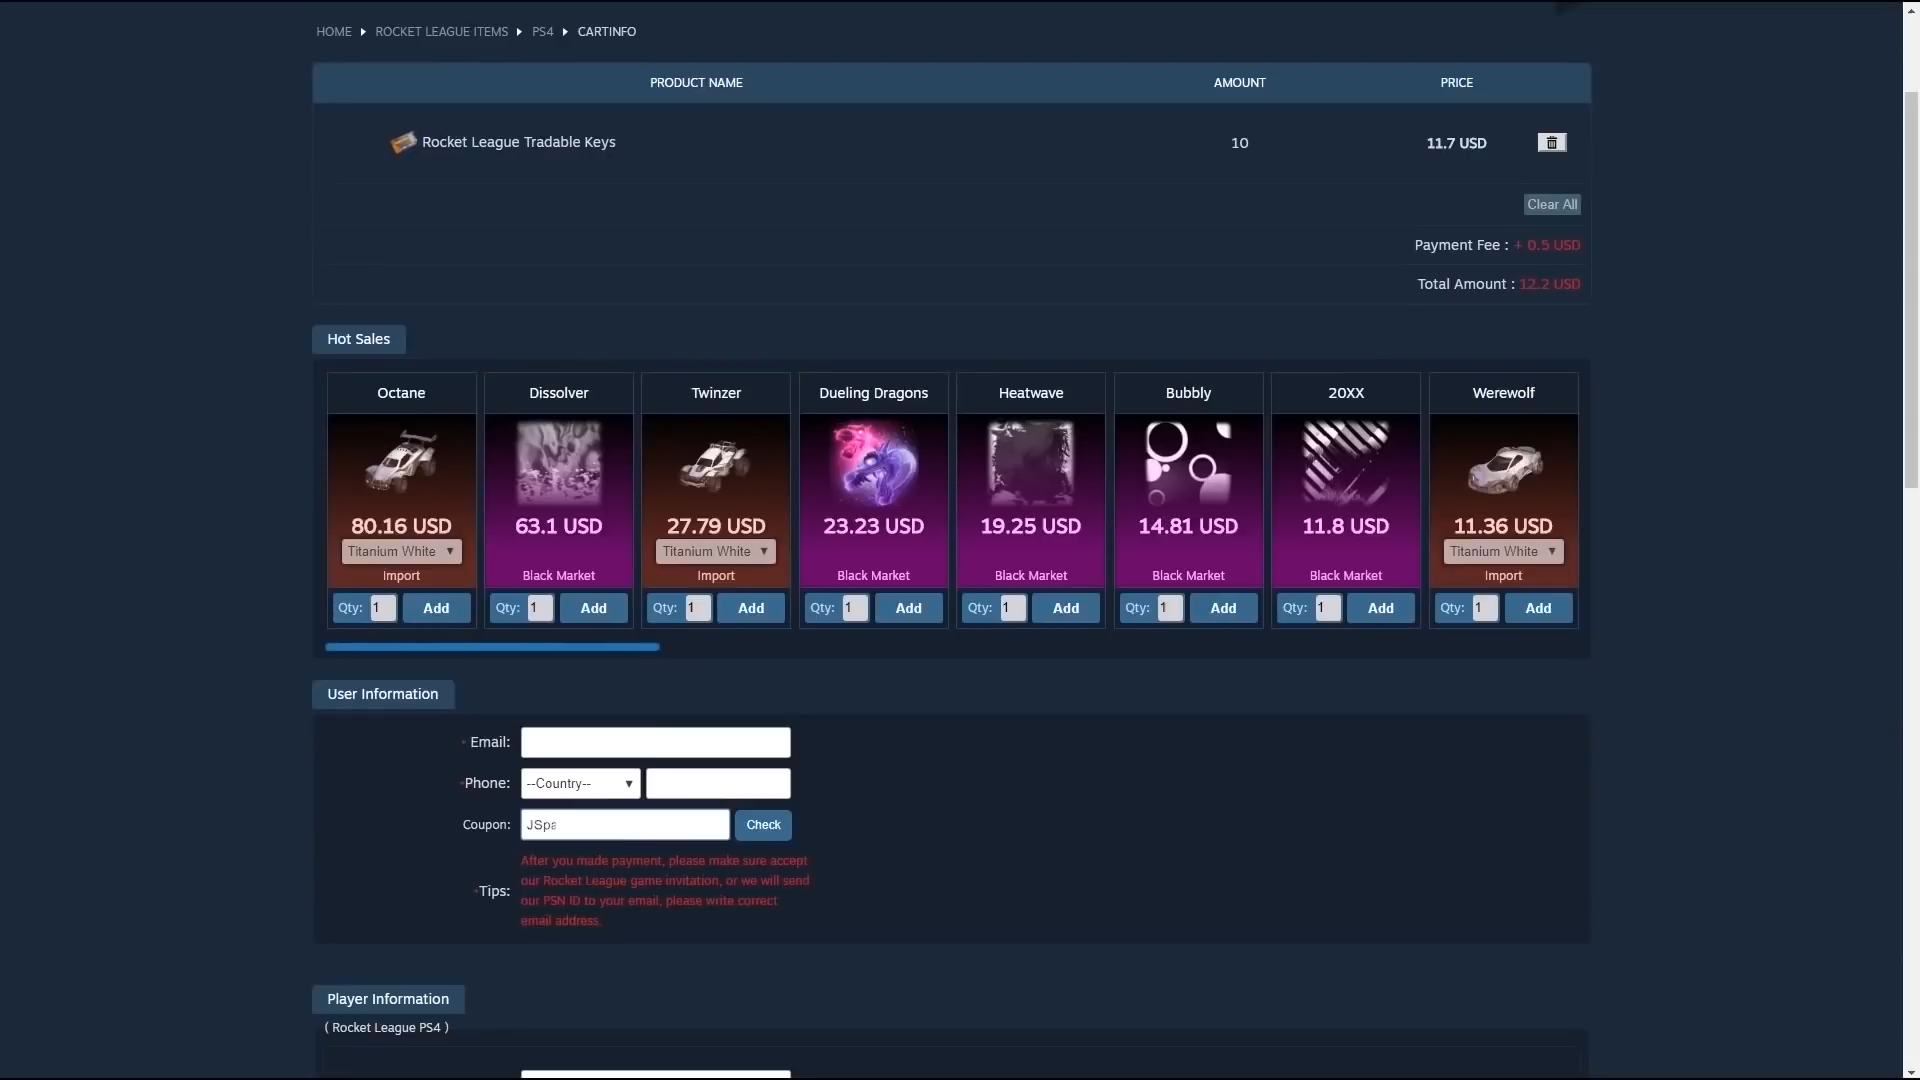 HOME ROCKET LEAGUE ITEMS PS4 CARTINFO
PRODUCT NAME AMOUNT PRICE
Rocket League Tradable Keys 10 11.7 USD
Clear All
Payment Fee : + 0.5 USD
Total Amount : 12.2 USD
Hot Sales
Octane Dissolver Twinzer Dueling Dragons Heatwave Bubbly 20XX Werewolf
80.16 USD 63.1 USD 27.79 USD 23.23 USD 19.25 USD 14.81 USD 11.8 USD 11.36 USD
Titanium White Titanium White Titanium White
Import Black Market Import Black Market Black Market Black Market Black Market Import
Qty: 1 Add Qty: 1 Add Qty: 1 Add Qty: 1 Add Qty: 1 Add Qty: 1 Add Qty: 1 Add Qty: 1 Add
User Information
* Email:
*Phone: --Country--
Coupon: JSpa Check
*Tips: After you made payment, please make sure accept
our Rocket League game invitation, or we will send
our PSN ID to your email, please write correct
email address.
Player Information
( Rocket League PS4 )